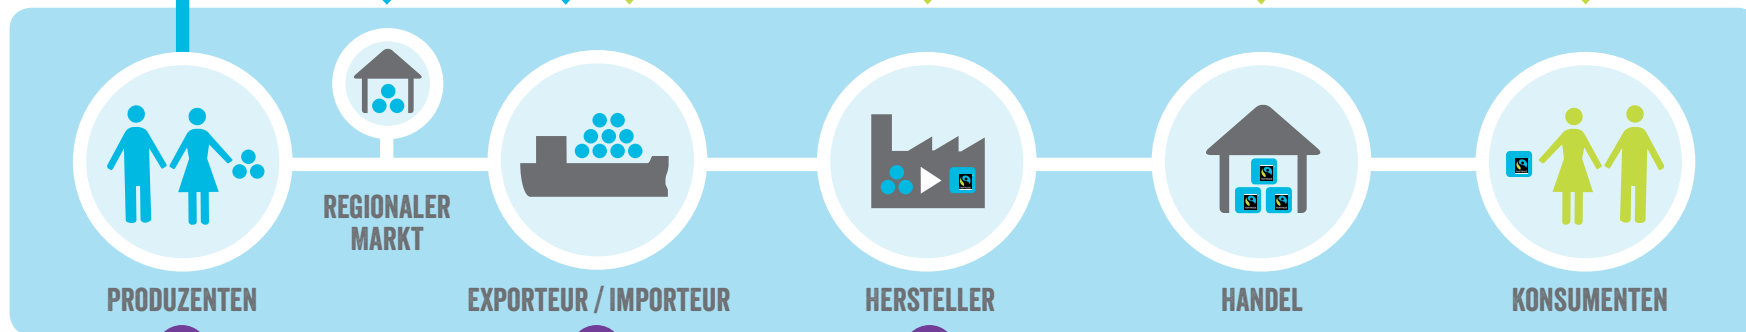 REGIONALER
MARKT
PRODUZENTEN
EXPORTEUR / IMPORTEUR
HERSTELLER
HANDEL
KONSUMENTEN